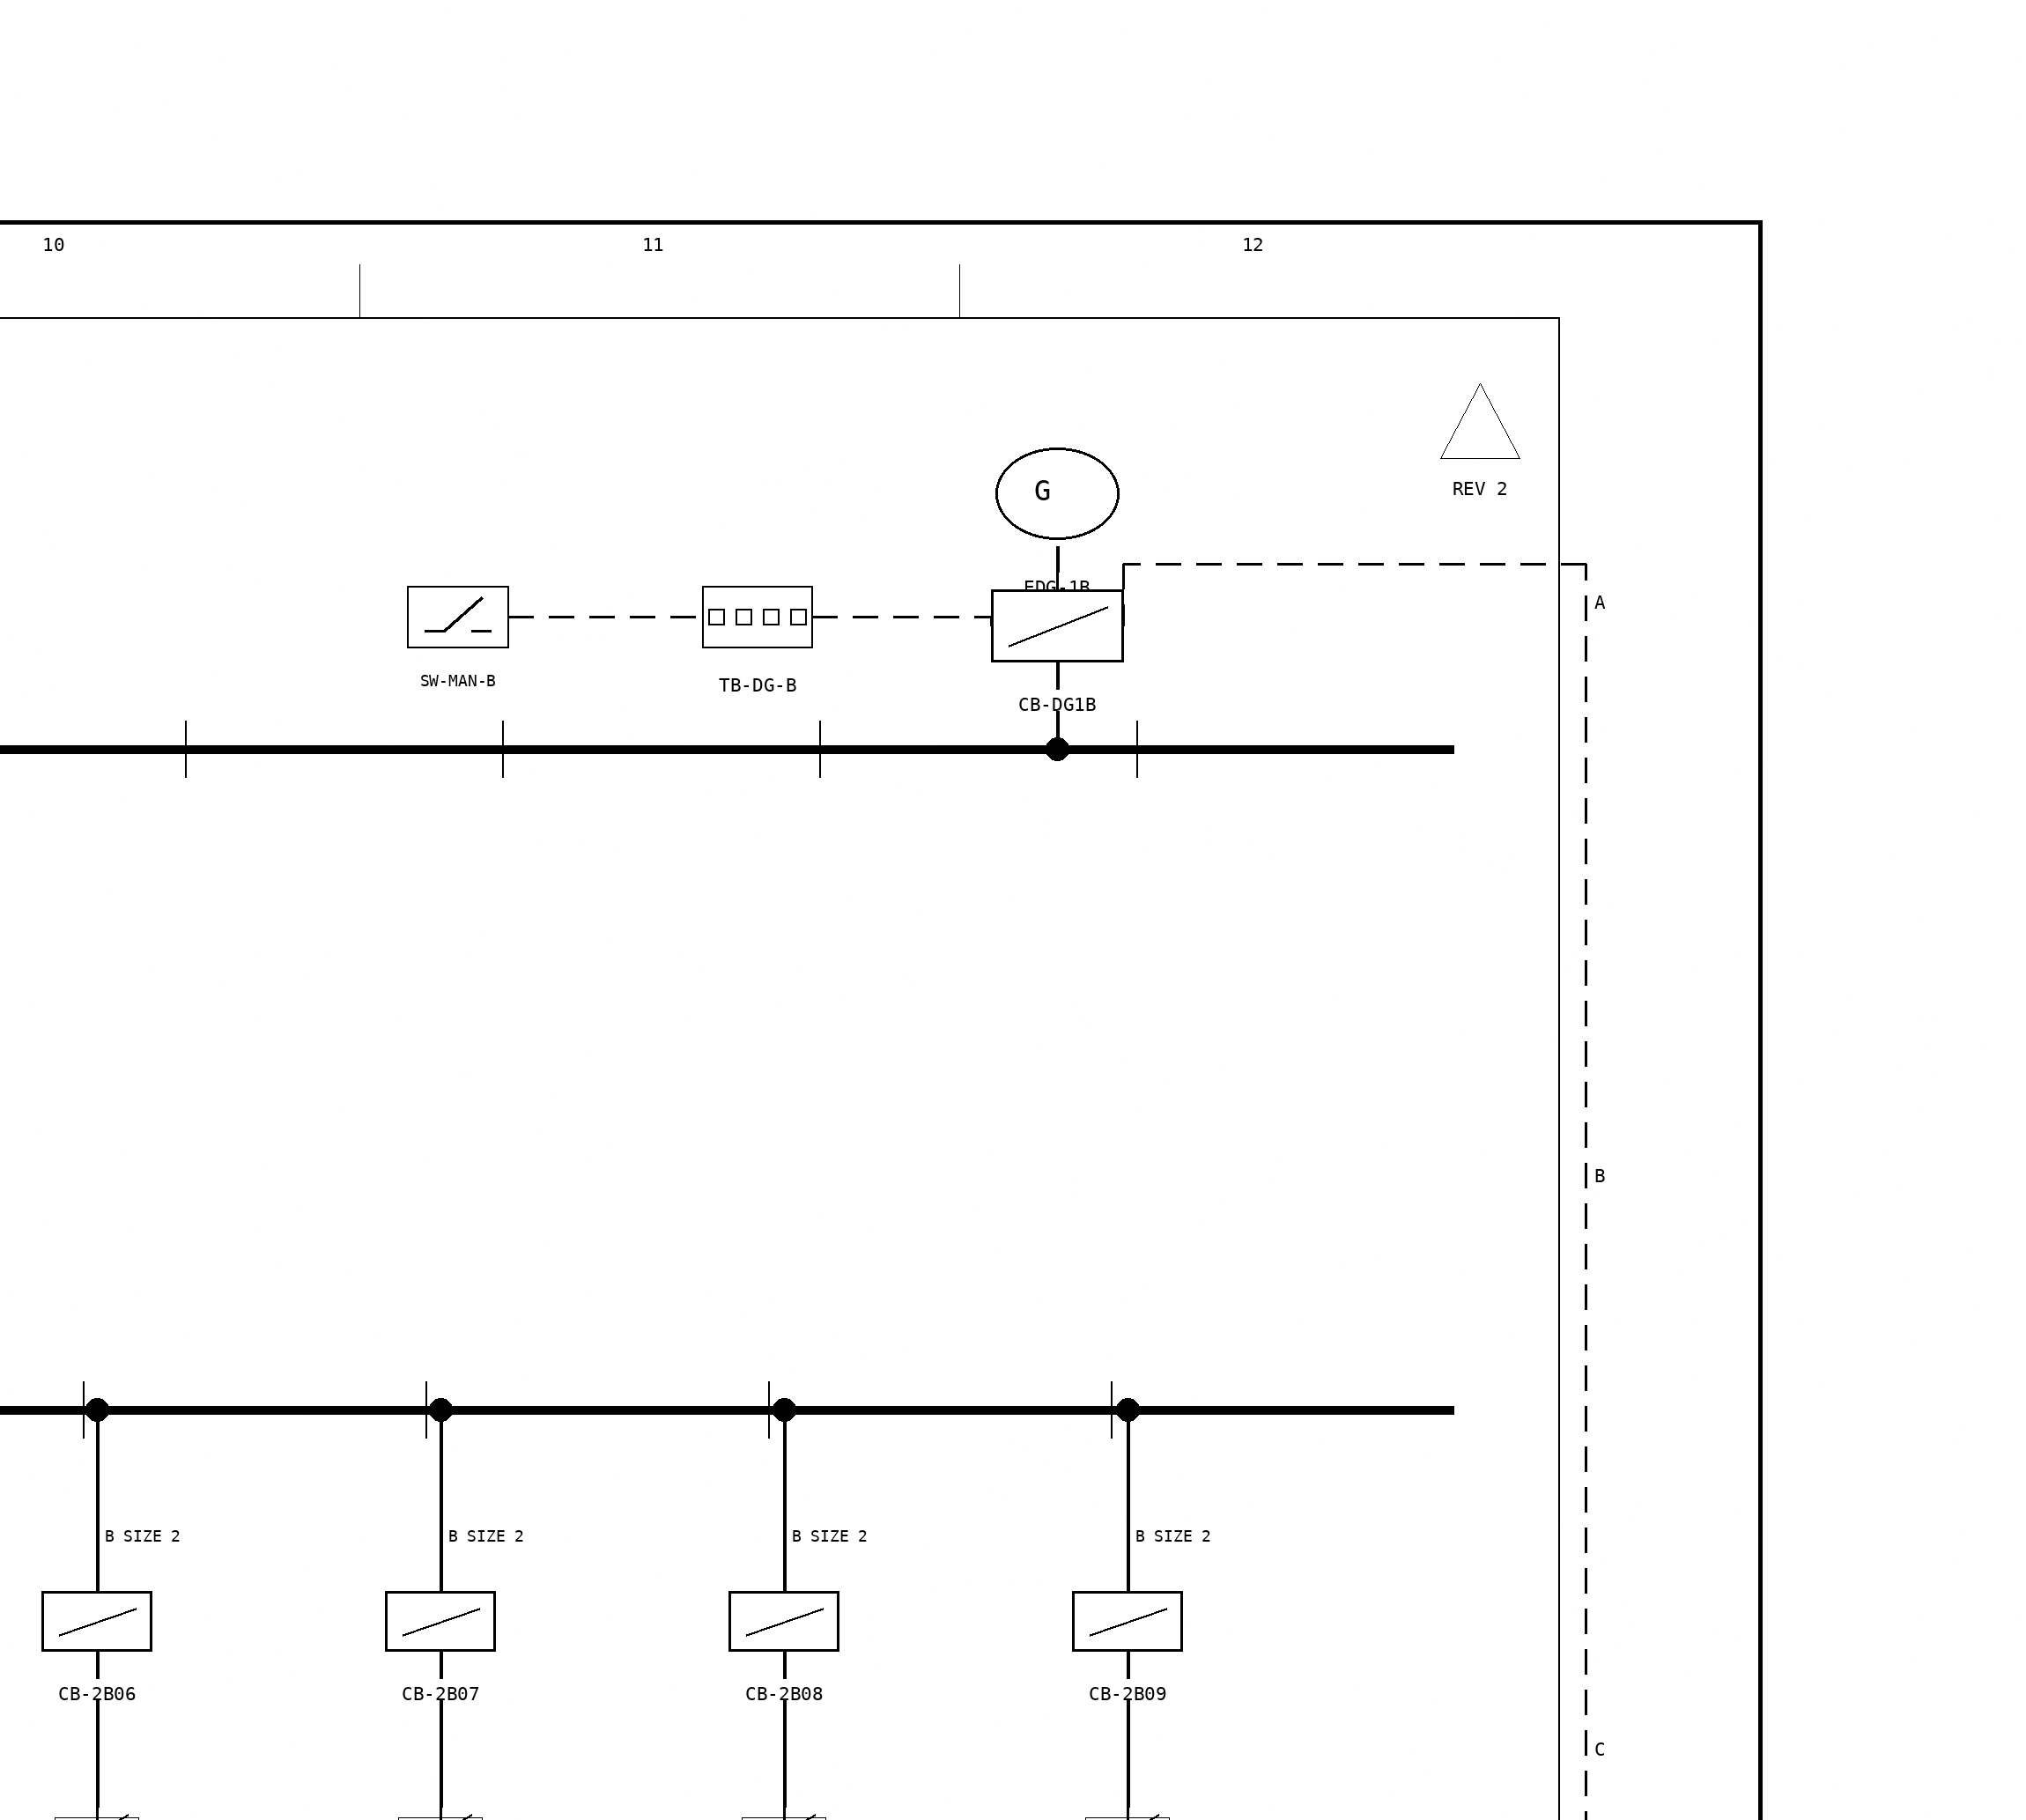 10 11 12
G
REV 2
EDG-1B
A
SW-MAN-B
TB-DG-B
CB-DG1B
B
B SIZE 2 B SIZE 2 B SIZE 2 B SIZE 2
CB-2B06 CB-2B07 CB-2B08 CB-2B09
C